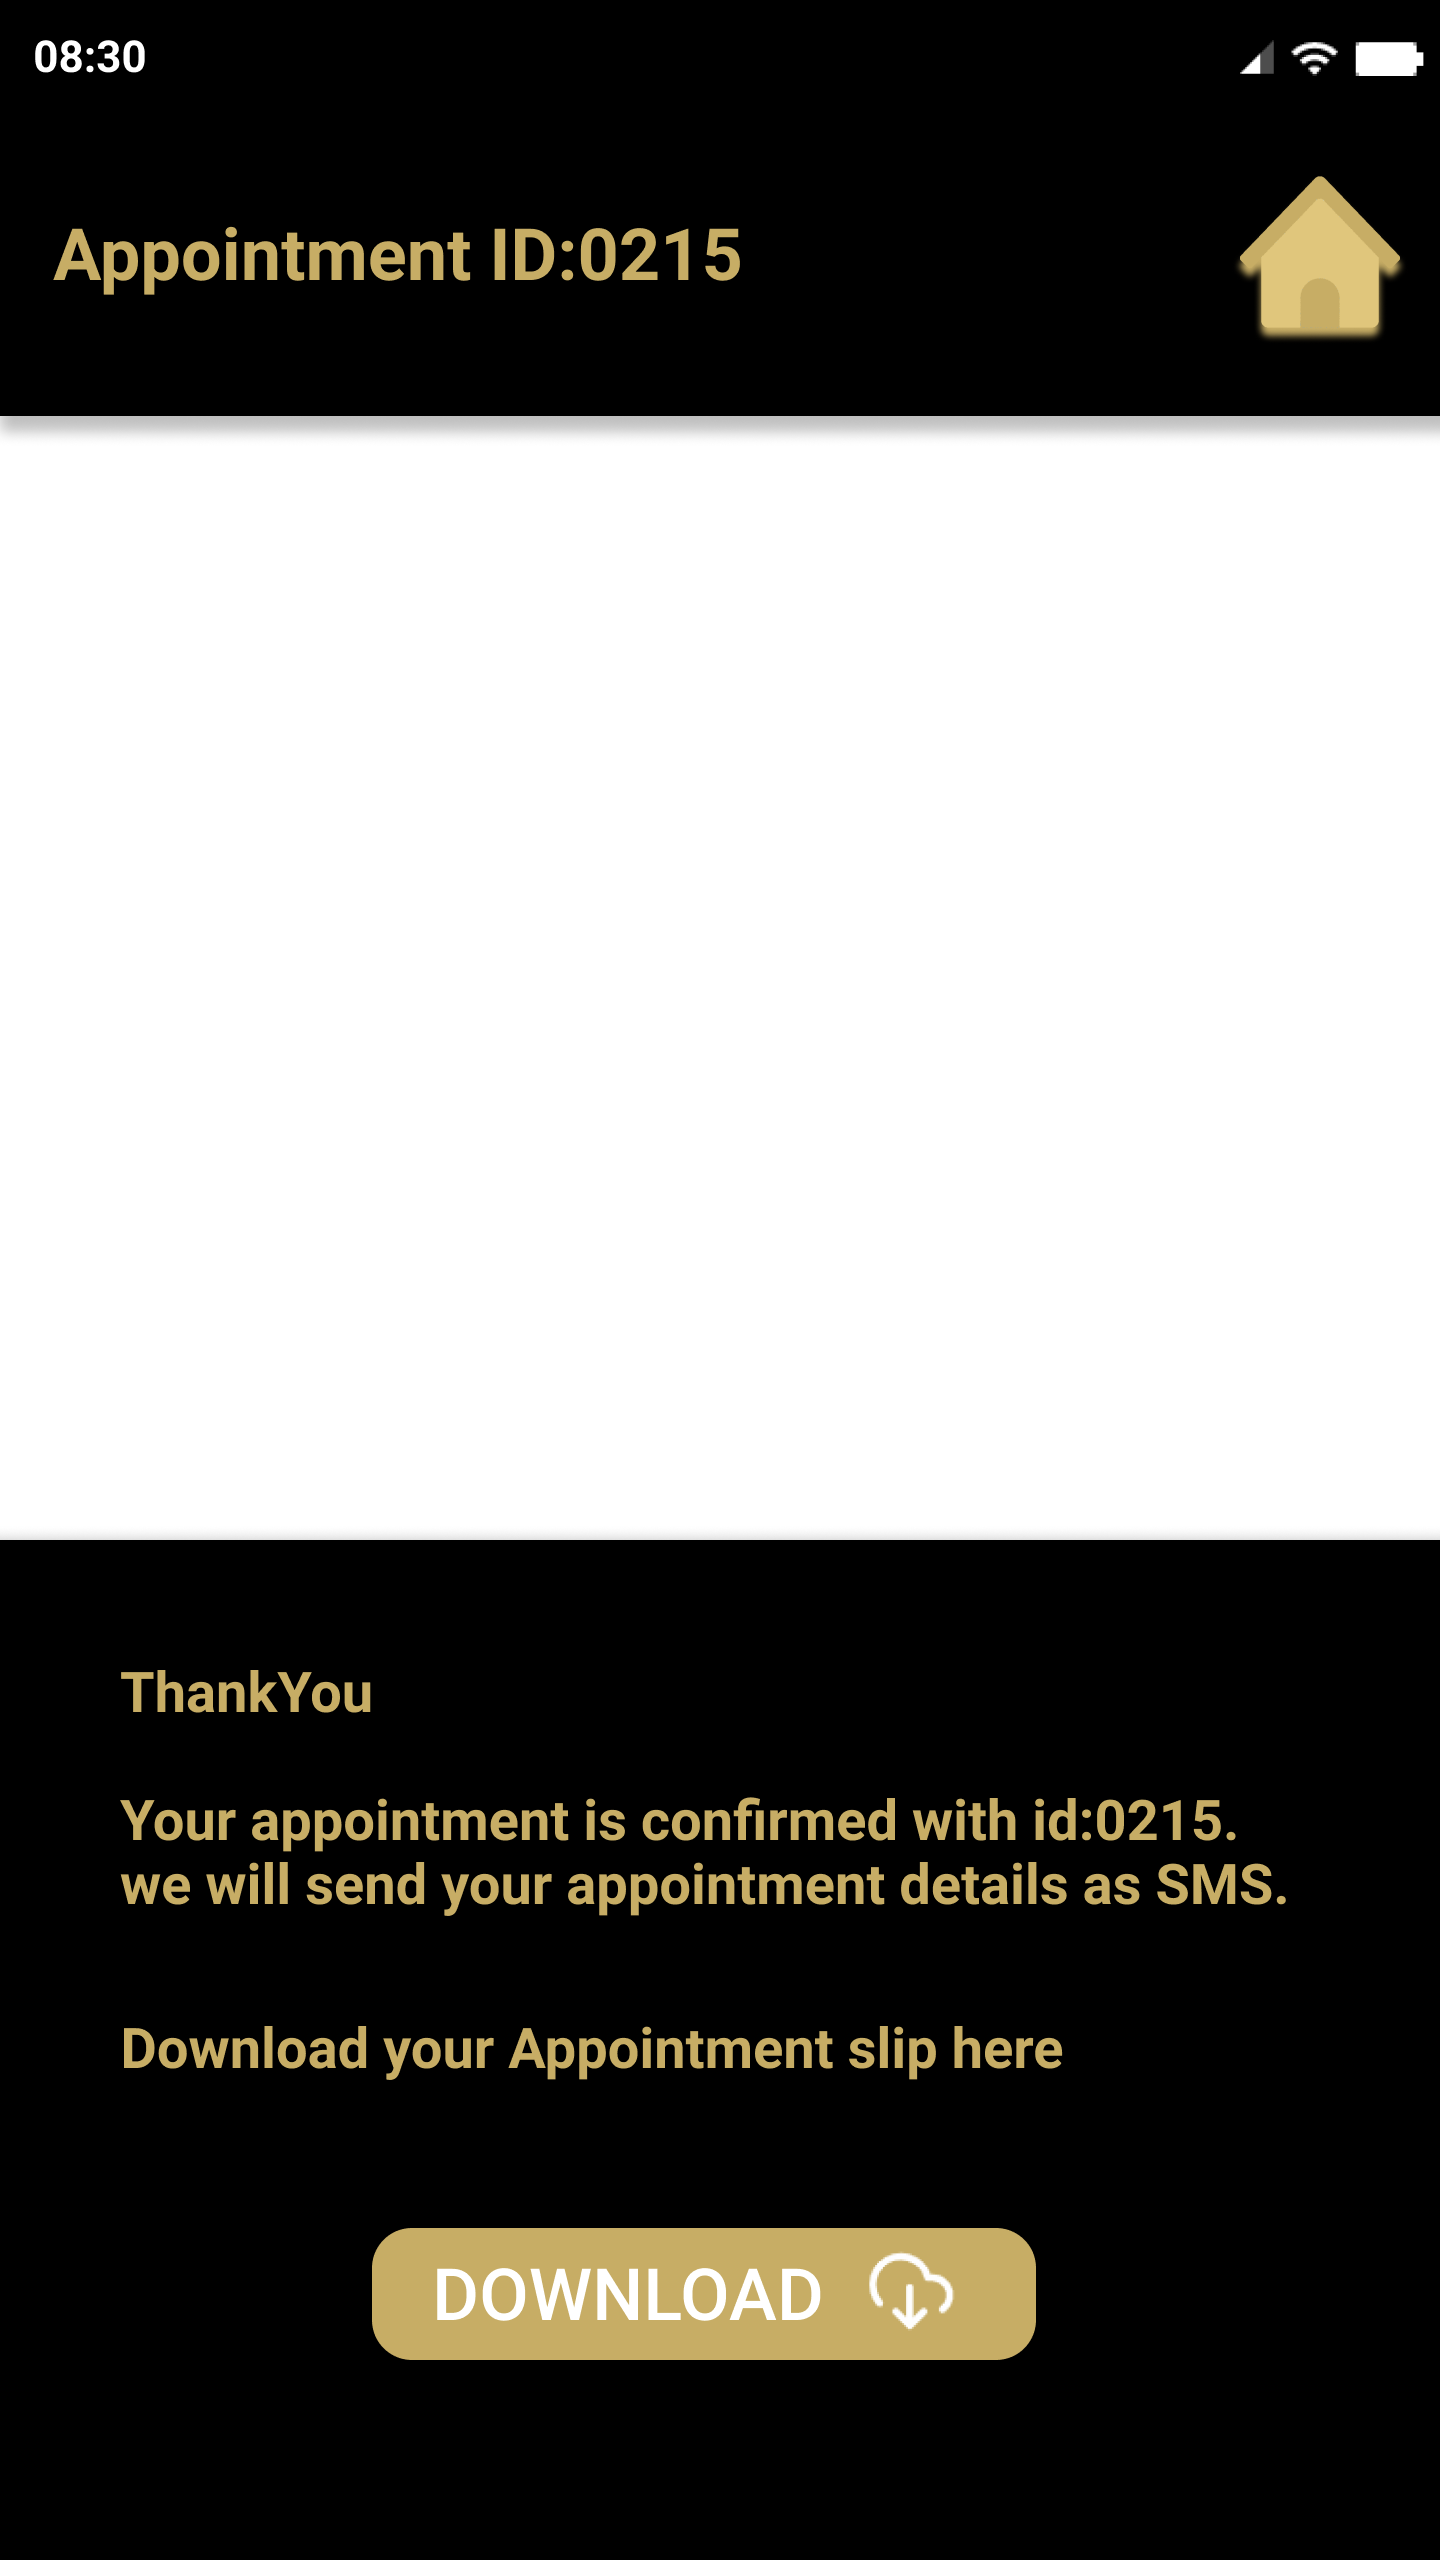 08:30
Appointment ID:0215
ThankYou
Your appointment is confirmed with id:0215.
we will send your appointment details as SMS.
Download your Appointment slip here
DOWNLOAD